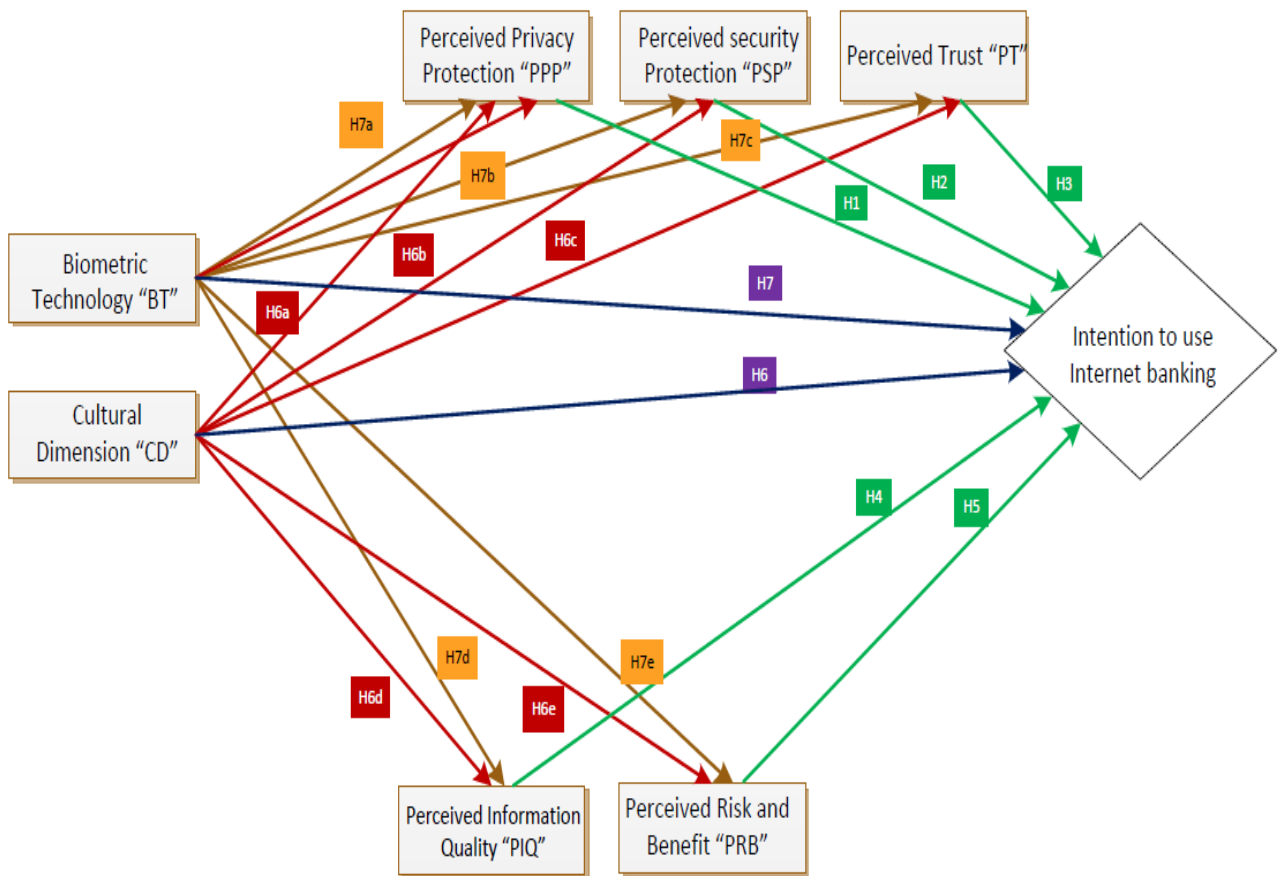 Perceived Privacy
Protection “PPP”
Perceived security
Protection “PSP”
Perceived Trust “PT”
H7a
H7b
H7c
H1
H2
H3
Biometric
Technology “BT”
H6b
H6c
H6a
H7
Intention to use
Internet banking
H6
Cultural
Dimension “CD”
H4
H5
H7d
H7e
H6d
H6e
Perceived Information
Quality “PIQ”
Perceived Risk and
Benefit “PRB”